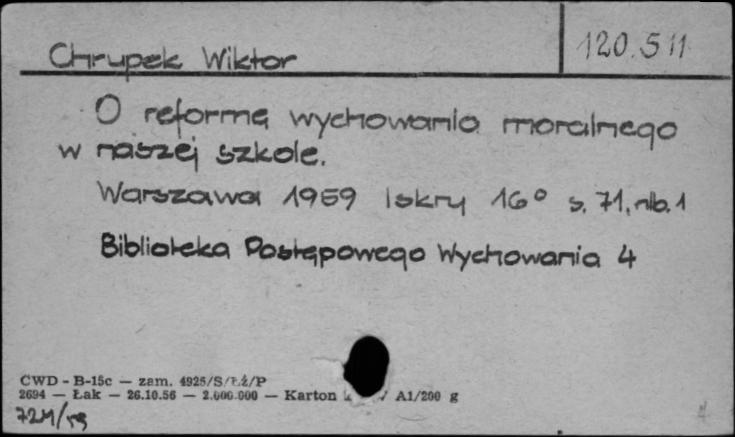 Chrupek Wiktor 120.511
O reformę wychowania moralnego
w naszej szkole.
Warszawa 1959 Iskry 16° s. 71, nlb. 1
Biblioteka Postępowego Wychowania 4
CWD - B-15c — zam. 4925/S/Łż/P
2694 — Łak — 26.10.56 — 2.000.000 — Karton A1/200 g